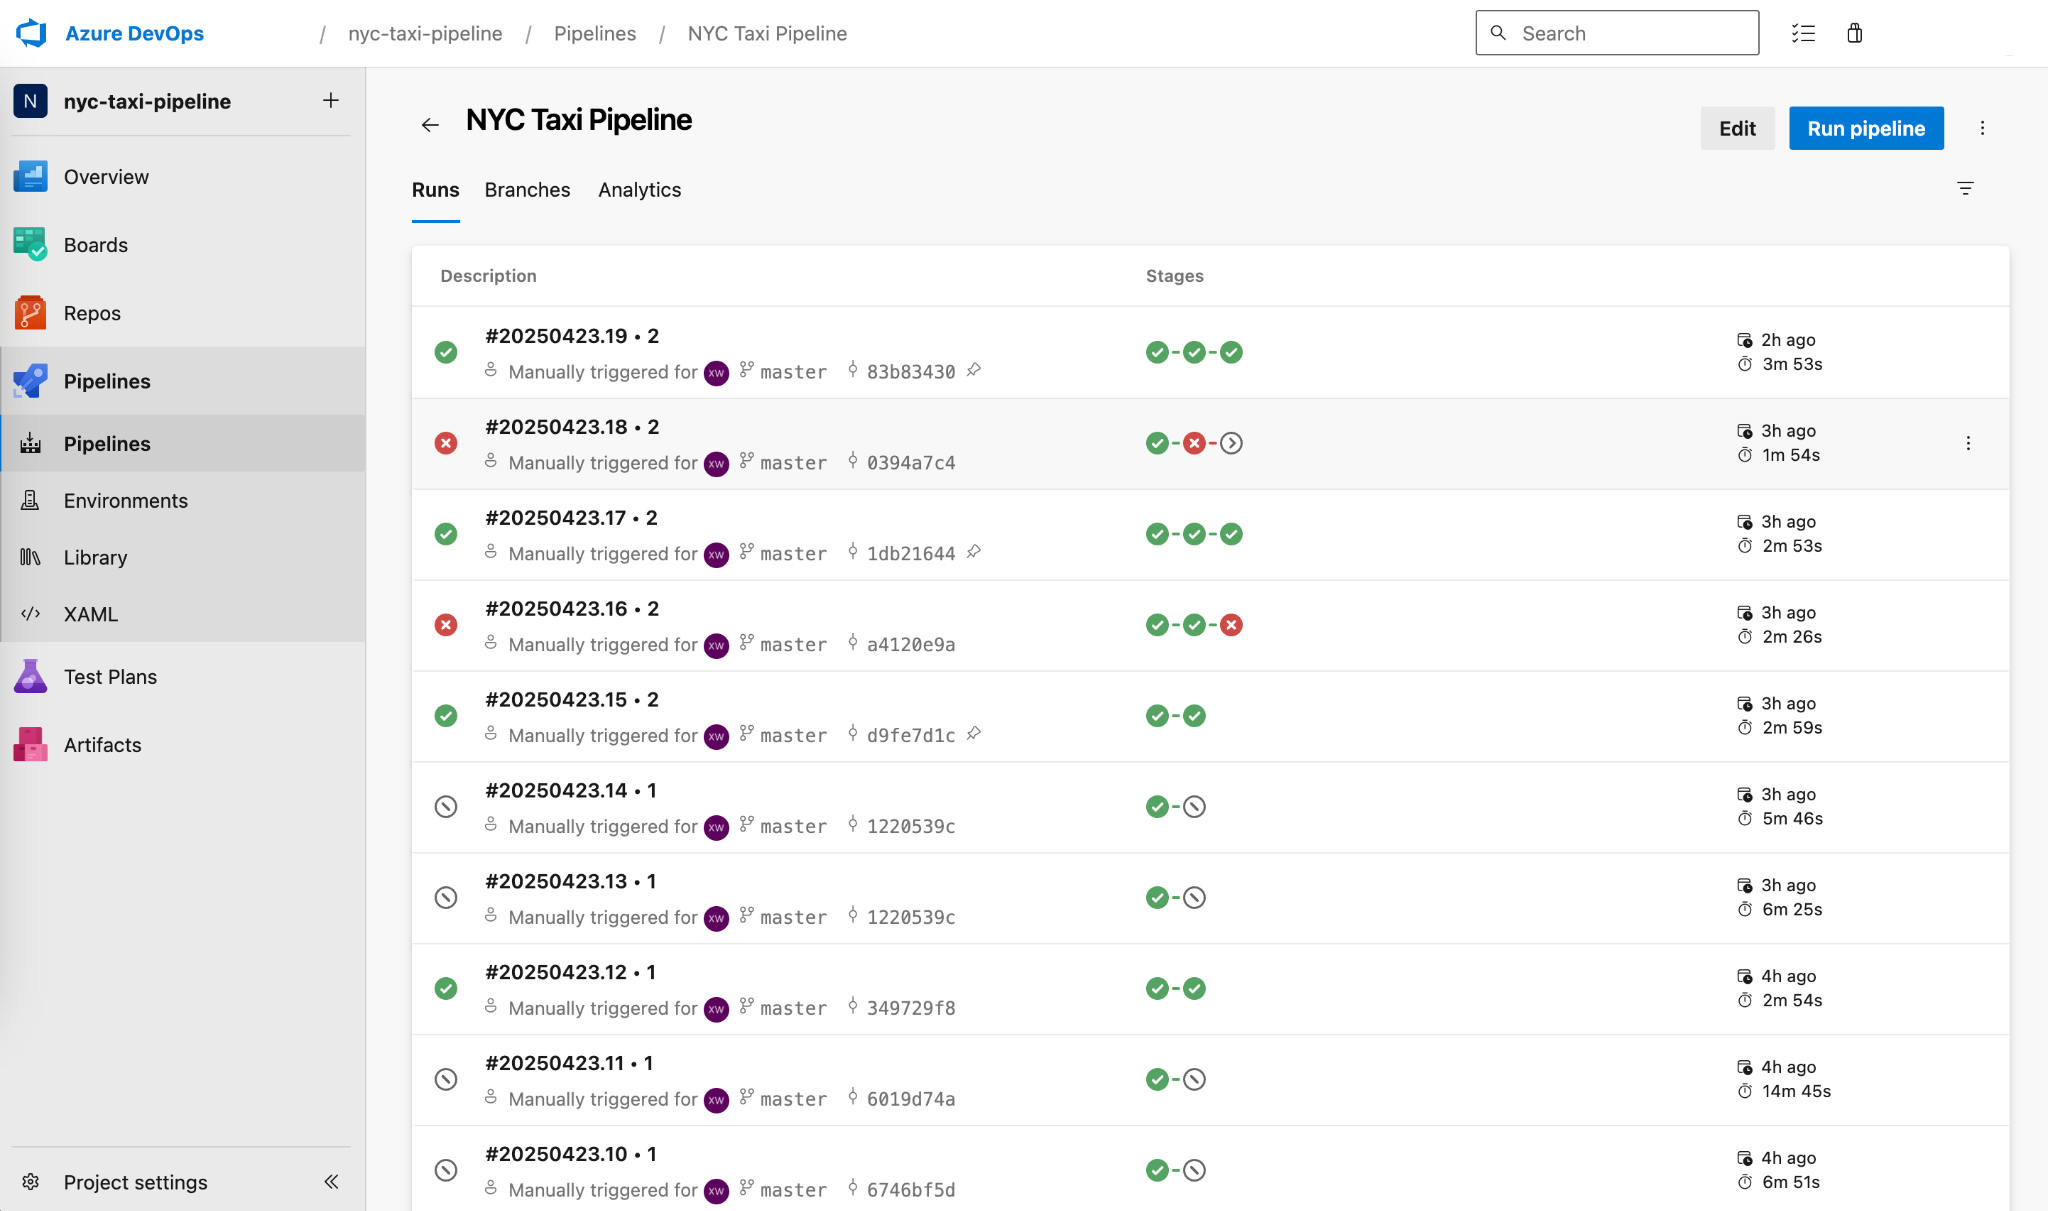 Azure DevOps / nyc-taxi-pipeline / Pipelines / NYC Taxi Pipeline Search
N nyc-taxi-pipeline
Overview
Boards
Repos
Pipelines
Pipelines
Environments
Library
XAML
Test Plans
Artifacts
Project settings
NYC Taxi Pipeline
Edit Run pipeline
Runs Branches Analytics
Description Stages
#20250423.19 • 2
Manually triggered for XW master 83b83430
2h ago
3m 53s
#20250423.18 • 2
Manually triggered for XW master 0394a7c4
3h ago
1m 54s
#20250423.17 • 2
Manually triggered for XW master 1db21644
3h ago
2m 53s
#20250423.16 • 2
Manually triggered for XW master a4120e9a
3h ago
2m 26s
#20250423.15 • 2
Manually triggered for XW master d9fe7d1c
3h ago
2m 59s
#20250423.14 • 1
Manually triggered for XW master 1220539c
3h ago
5m 46s
#20250423.13 • 1
Manually triggered for XW master 1220539c
3h ago
6m 25s
#20250423.12 • 1
Manually triggered for XW master 349729f8
4h ago
2m 54s
#20250423.11 • 1
Manually triggered for XW master 6019d74a
4h ago
14m 45s
#20250423.10 • 1
Manually triggered for XW master 6746bf5d
4h ago
6m 51s